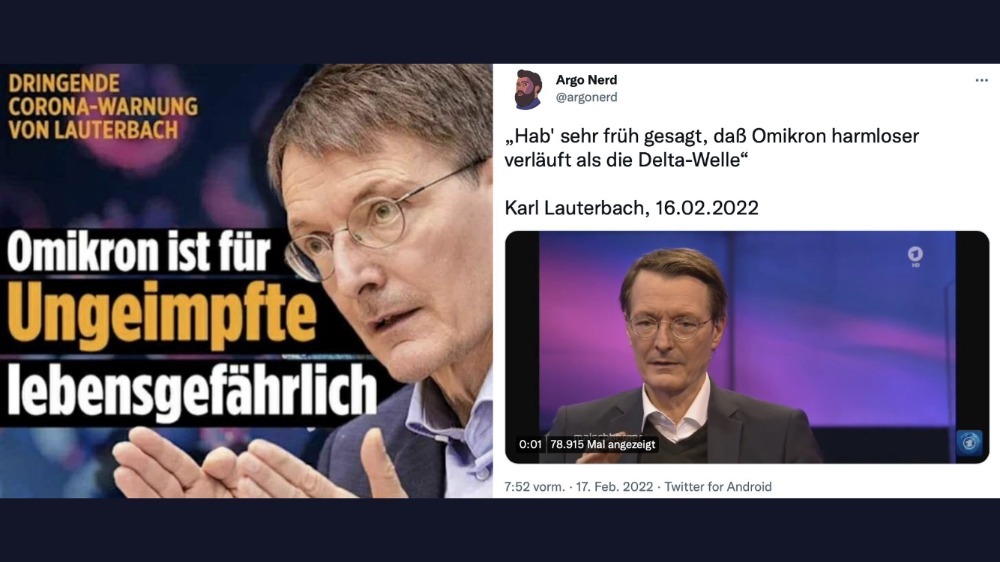 DRINGENDE
CORONA-WARNUNG
VON LAUTERBACH
Omikron ist für
Ungeimpfte
lebensgefährlich
Argo Nerd
@argonerd
„Hab' sehr früh gesagt, daß Omikron harmloser
verläuft als die Delta-Welle“
Karl Lauterbach, 16.02.2022
1
HD
0:01 78.915 Mal angezeigt
7:52 vorm. · 17. Feb. 2022 · Twitter for Android